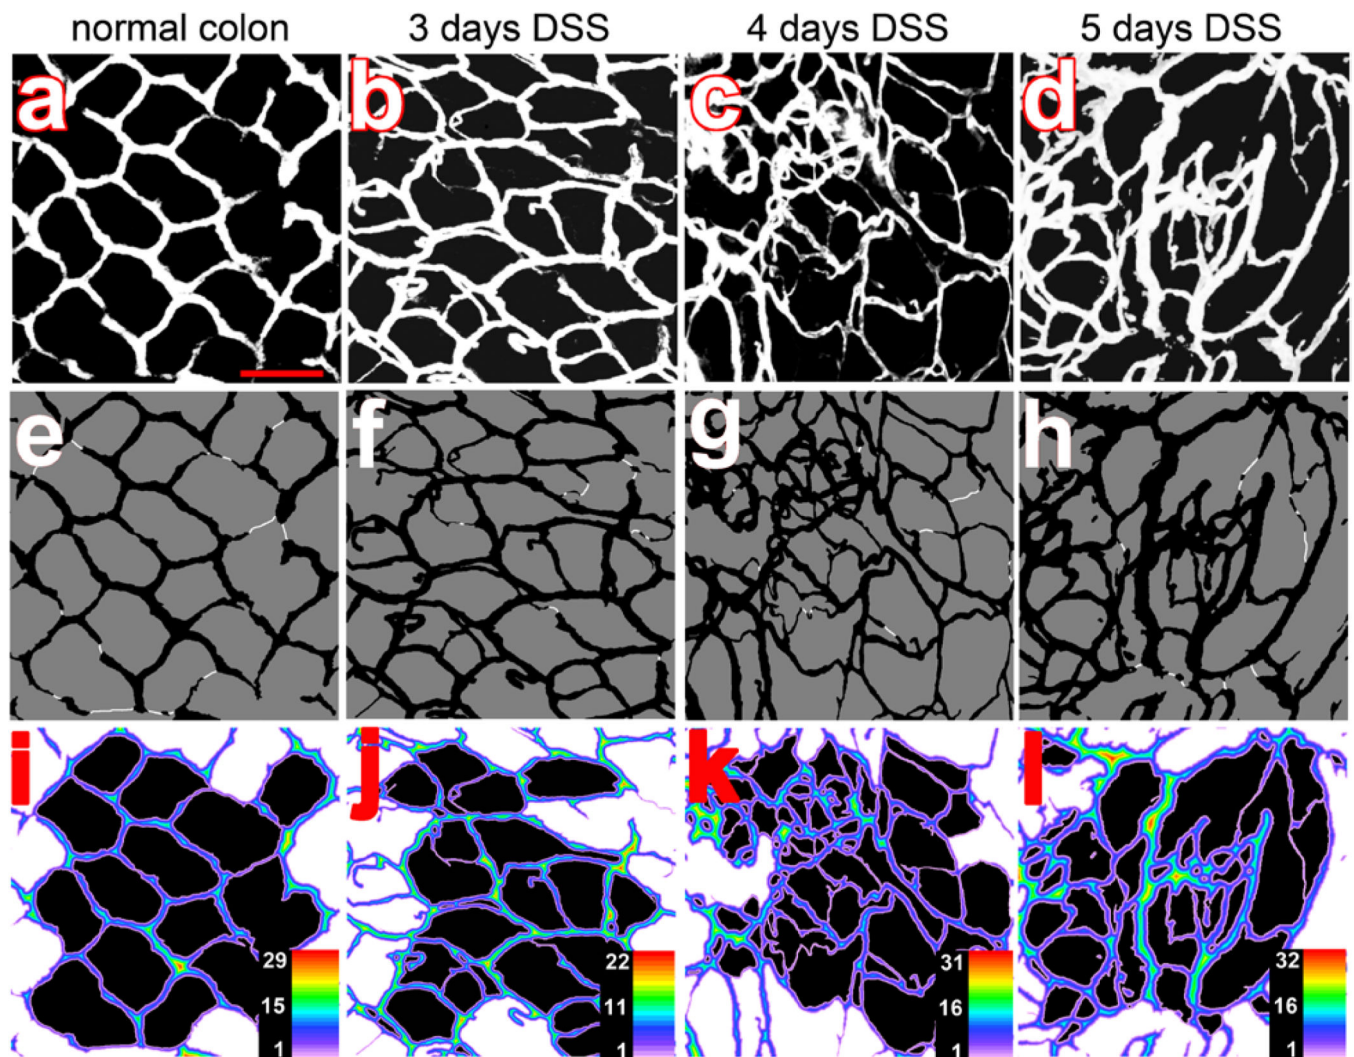 normal colon 3 days DSS 4 days DSS 5 days DSS
a b c d
e f g h
i j k l
29 22 31 32
15 11 16 16
1 1 1 1